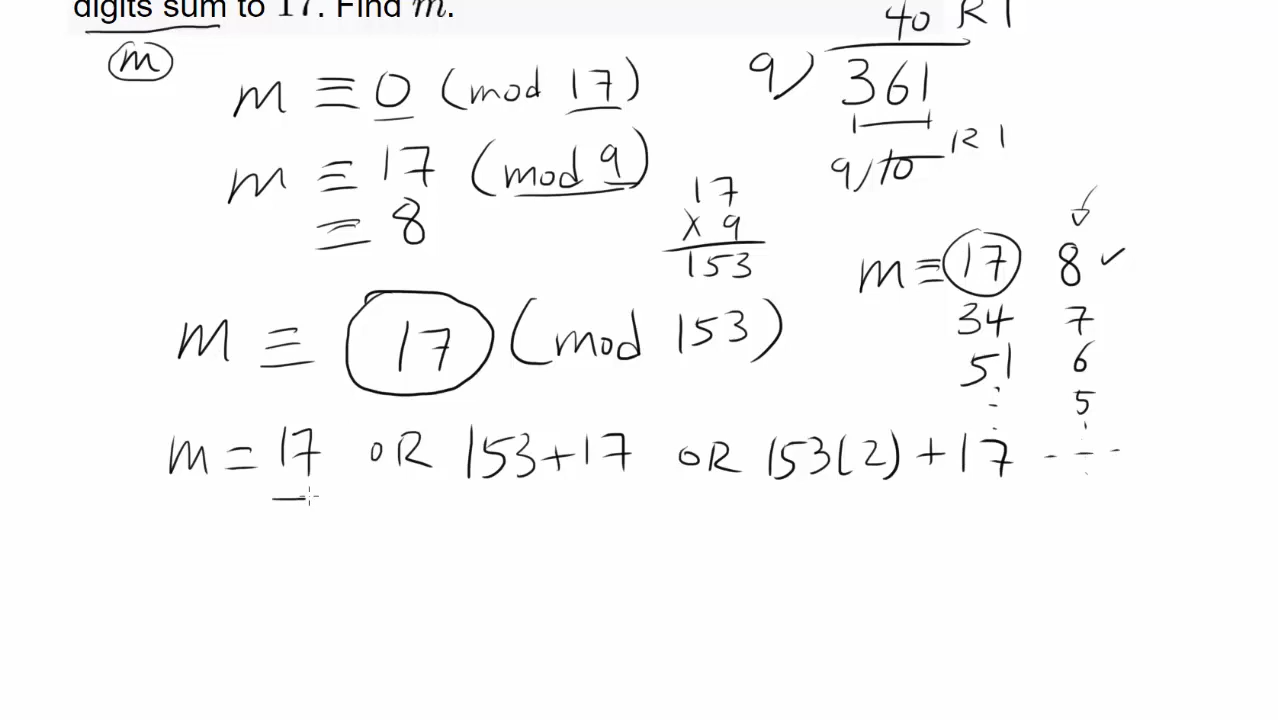 digits sum to 17. Find m.
m
m ≡ 0 (mod 17)
m ≡ 17 (mod 9)
≡ 8
40 R 1
9)361
9)10 R 1
17
x 9
153
m ≡ 17 8 ✓
34 7
51 6
⋮ 5
⋮
m ≡ 17 (mod 153)
m = 17 OR 153+17 OR 153(2) + 17 - - -